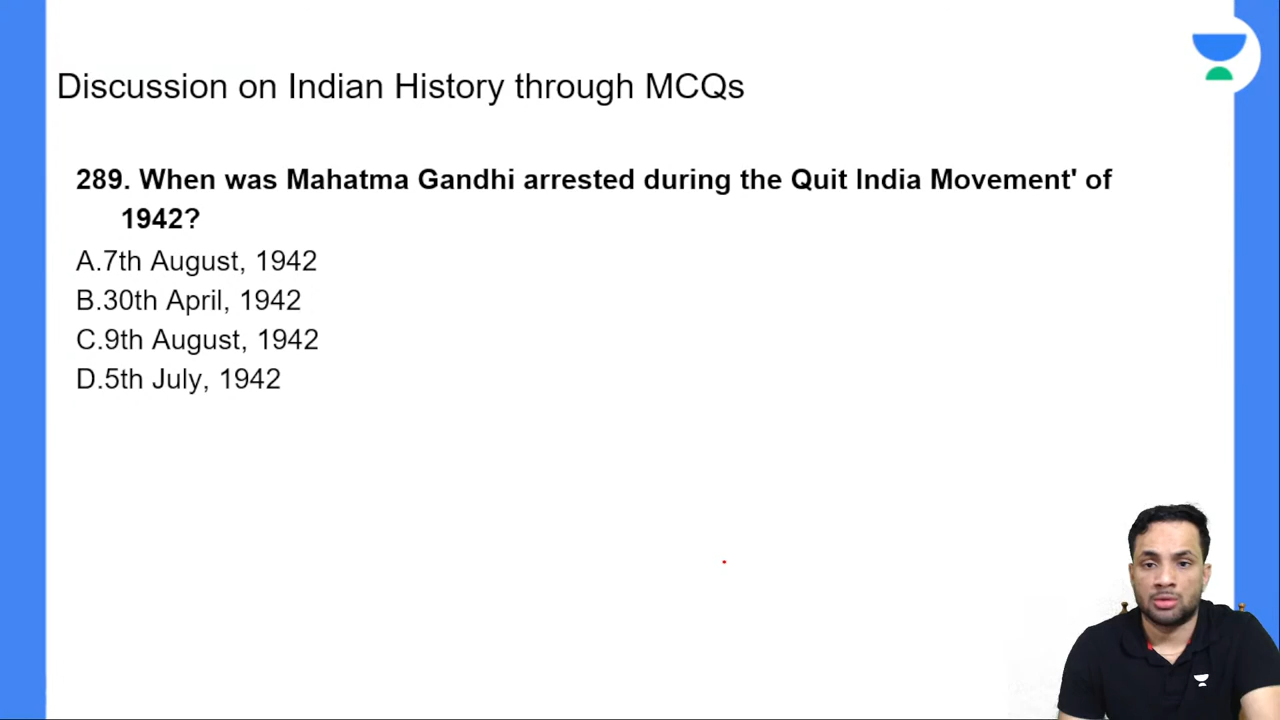 Discussion on Indian History through MCQs
289. When was Mahatma Gandhi arrested during the Quit India Movement' of
1942?
A.7th August, 1942
B.30th April, 1942
C.9th August, 1942
D.5th July, 1942